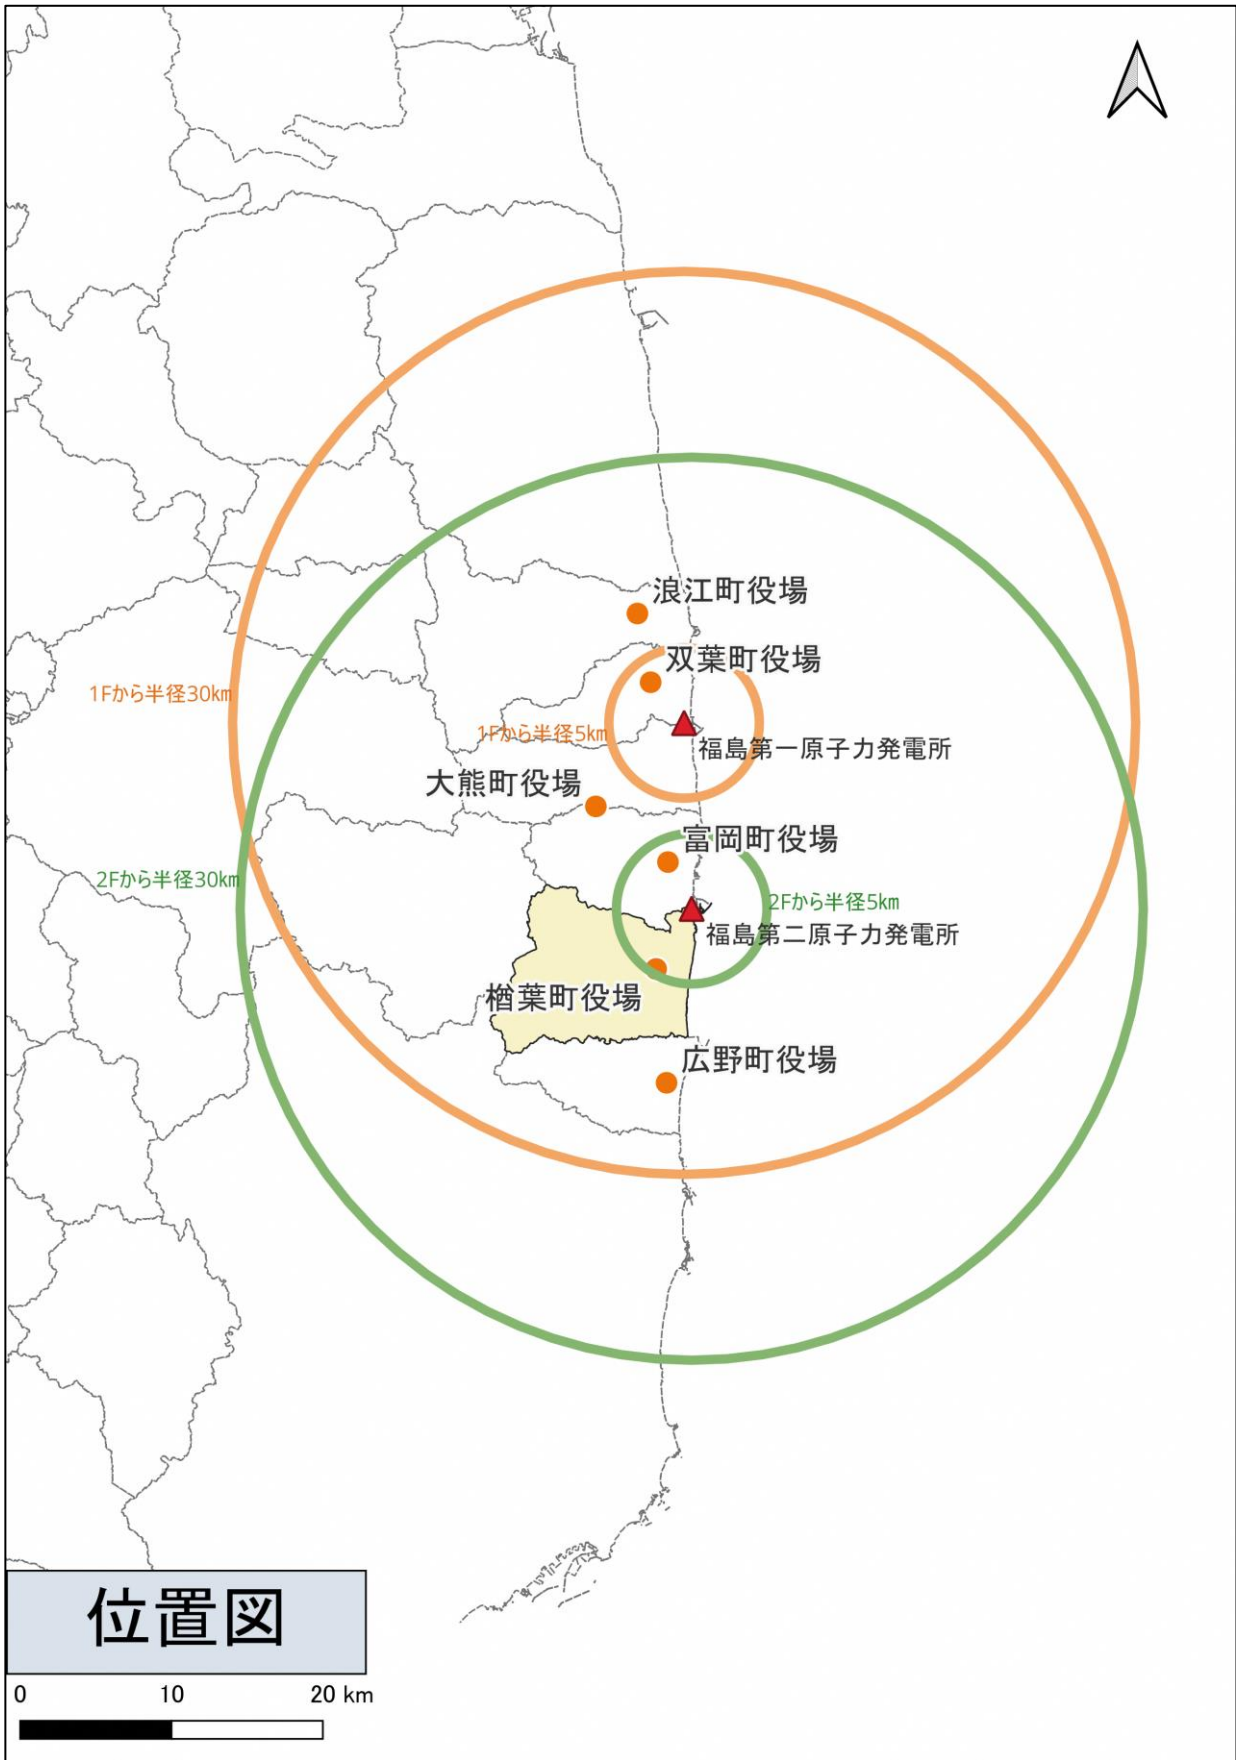 浪江町役場
双葉町役場
1Fから半径30km
1Fから半径5km
福島第一原子力発電所
大熊町役場
富岡町役場
2Fから半径30km
2Fから半径5km
福島第二原子力発電所
楢葉町役場
広野町役場
位置図
0 10 20 km